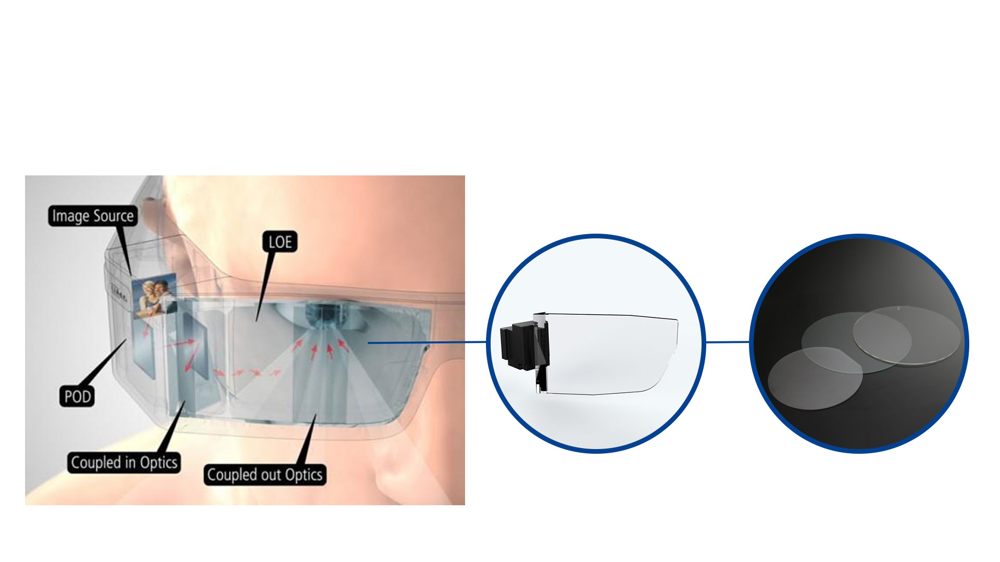 Image Source
LOE
POD
Coupled in Optics
Coupled out Optics